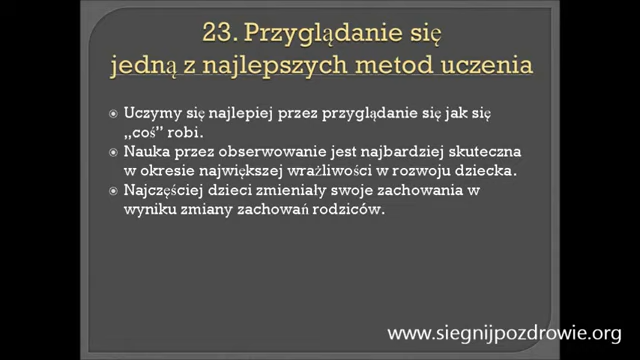 23. Przyglądanie się
jedną z najlepszych metod uczenia
Uczymy się najlepiej przez przyglądanie się jak się
„coś” robi.
Nauka przez obserwowanie jest najbardziej skuteczna
w okresie największej wrażliwości w rozwoju dziecka.
Najczęściej dzieci zmieniały swoje zachowania w
wyniku zmiany zachowań rodziców.
www.siegnijpozdrowie.org